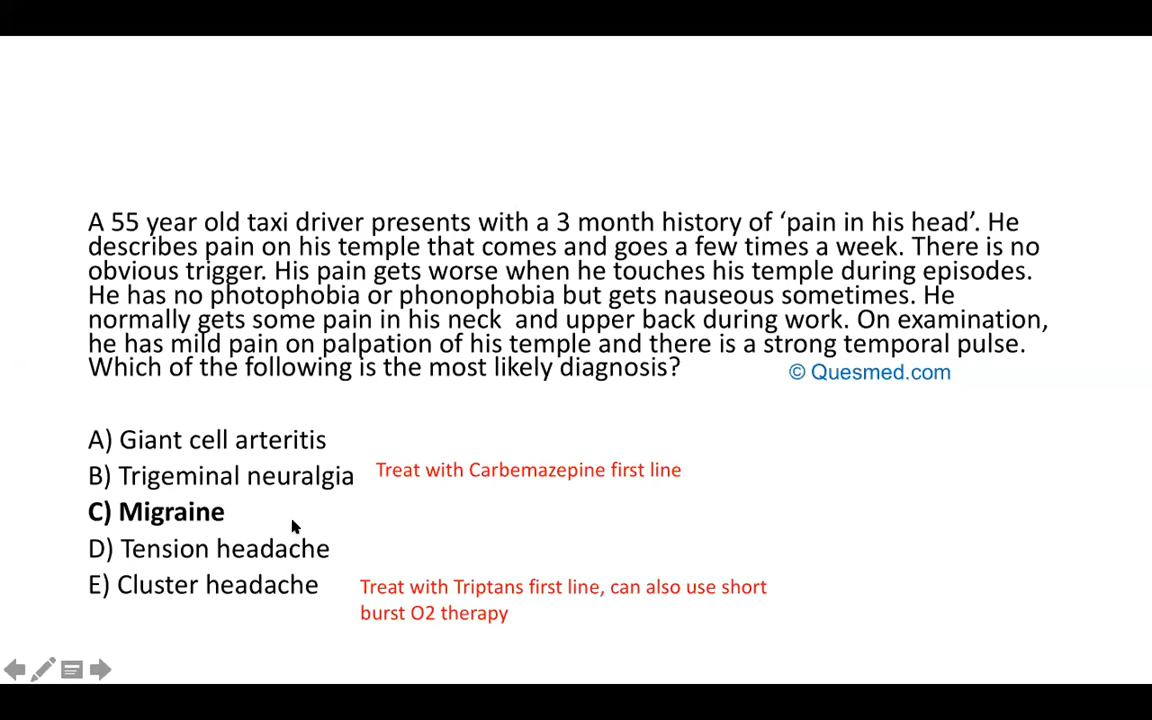 A 55 year old taxi driver presents with a 3 month history of ‘pain in his head’. He
describes pain on his temple that comes and goes a few times a week. There is no
obvious trigger. His pain gets worse when he touches his temple during episodes.
He has no photophobia or phonophobia but gets nauseous sometimes. He
normally gets some pain in his neck and upper back during work. On examination,
he has mild pain on palpation of his temple and there is a strong temporal pulse.
Which of the following is the most likely diagnosis?
© Quesmed.com
A) Giant cell arteritis
B) Trigeminal neuralgia
Treat with Carbemazepine first line
C) Migraine
D) Tension headache
E) Cluster headache
Treat with Triptans first line, can also use short
burst O2 therapy